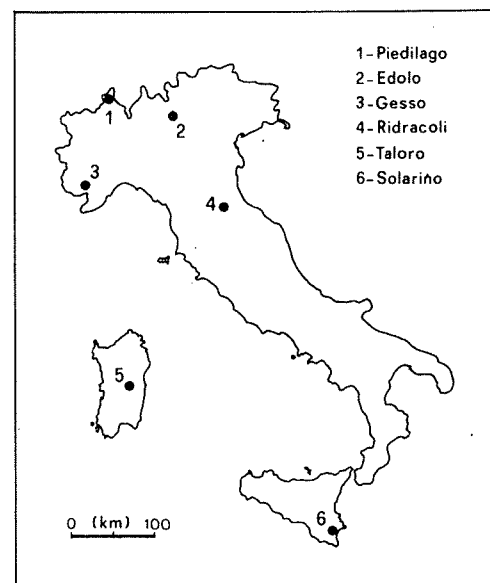 1-Piedilago
2-Edolo
3-Gesso
4-Ridracoli
5-Taloro
6-Solarino
1
2
3
4
5
6
0 (km) 100